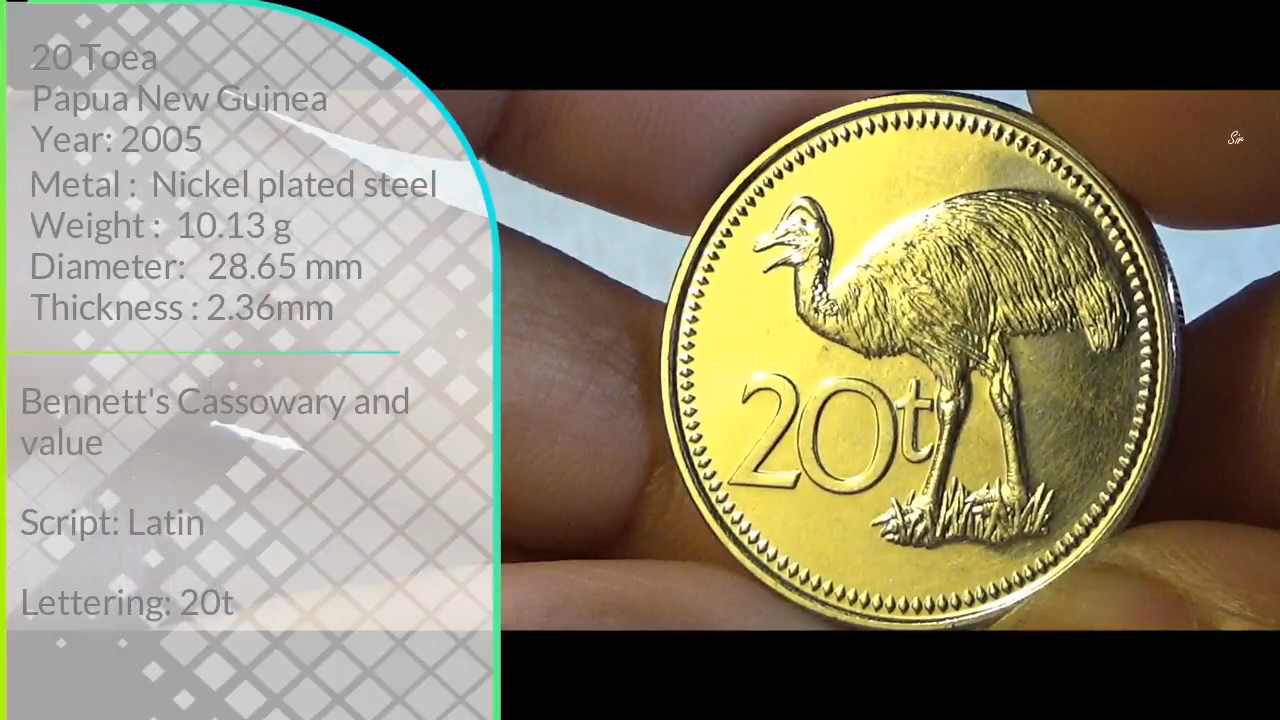 20 Toea
Papua New Guinea
Year: 2005
Metal : Nickel plated steel
Weight : 10.13 g
Diameter: 28.65 mm
Thickness : 2.36mm
Bennett's Cassowary and
value
Script: Latin
Lettering: 20t
20t
Sir